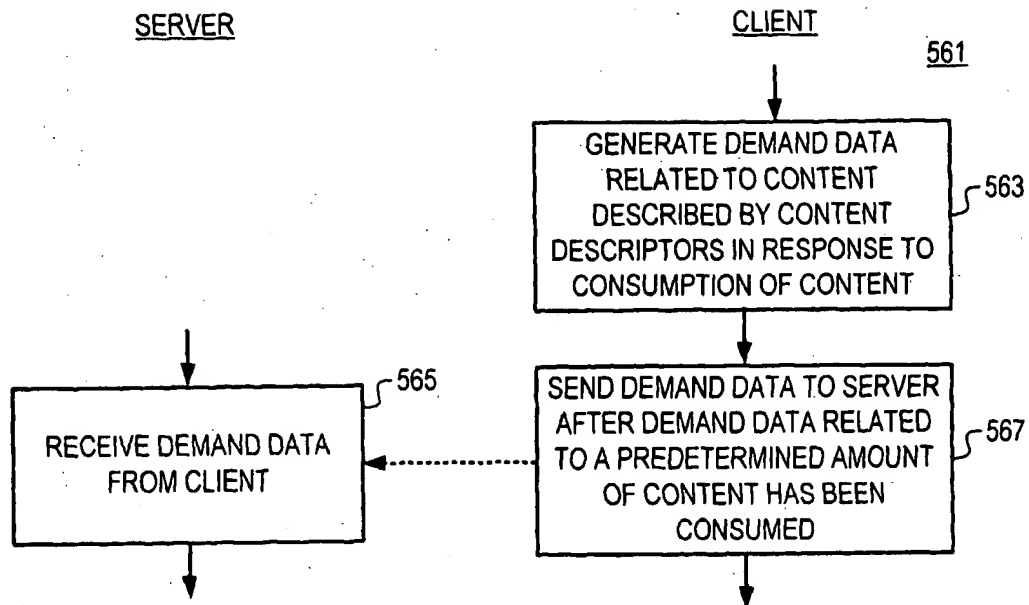 SERVER
CLIENT
561
GENERATE DEMAND DATA
RELATED TO CONTENT
DESCRIBED BY CONTENT
DESCRIPTORS IN RESPONSE TO
CONSUMPTION OF CONTENT
563
565
RECEIVE DEMAND DATA
FROM CLIENT
SEND DEMAND DATA TO SERVER
AFTER DEMAND DATA RELATED
TO A PREDETERMINED AMOUNT
OF CONTENT HAS BEEN
CONSUMED
567